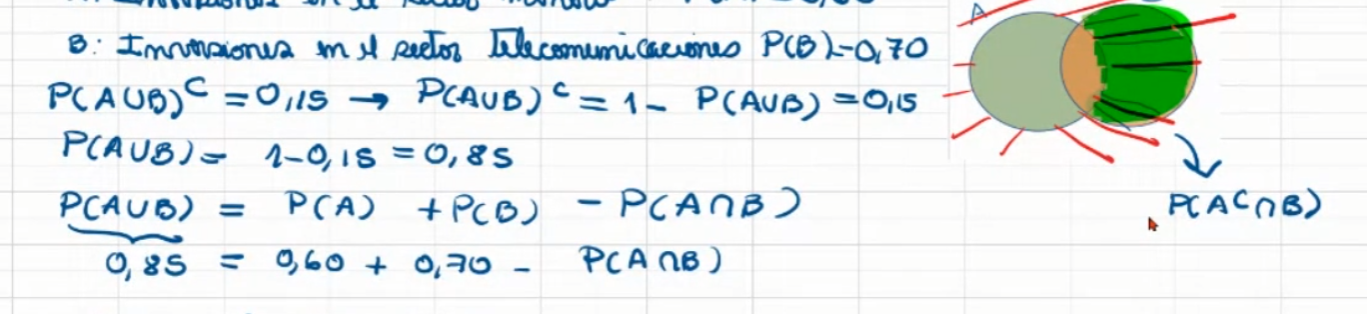 B: Inversiones en el sector Telecomunicaciones P(B)=0,70
P(A∪B)^C = 0,15 → P(A∪B)^C = 1 - P(A∪B) = 0,15
P(A∪B) = 1-0,15 = 0,85
P(A∪B) = P(A) + P(B) - P(A∩B)
0,85 = 0,60 + 0,70 - P(A∩B)
A
P(A^C∩B)